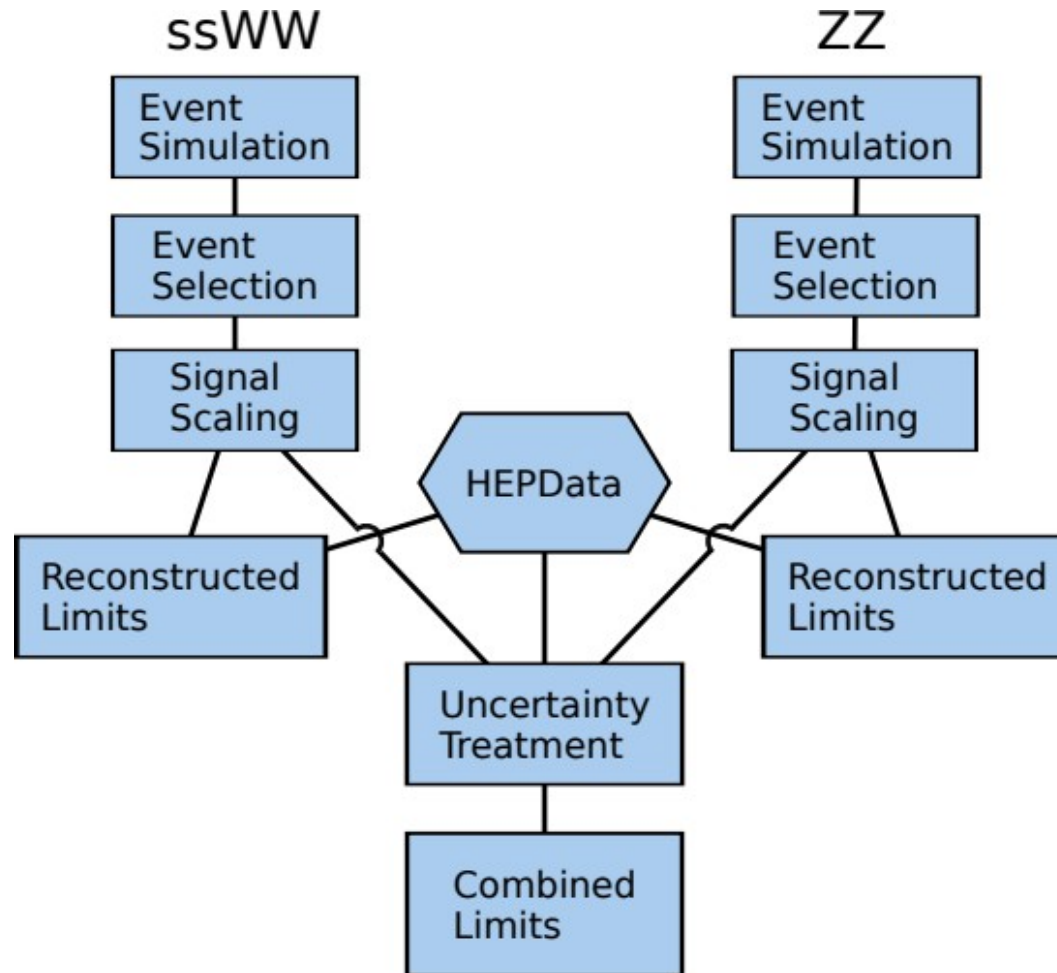 ssWW
ZZ
Event
Simulation
Event
Simulation
Event
Selection
Event
Selection
Signal
Scaling
Signal
Scaling
HEPData
Reconstructed
Limits
Reconstructed
Limits
Uncertainty
Treatment
Combined
Limits